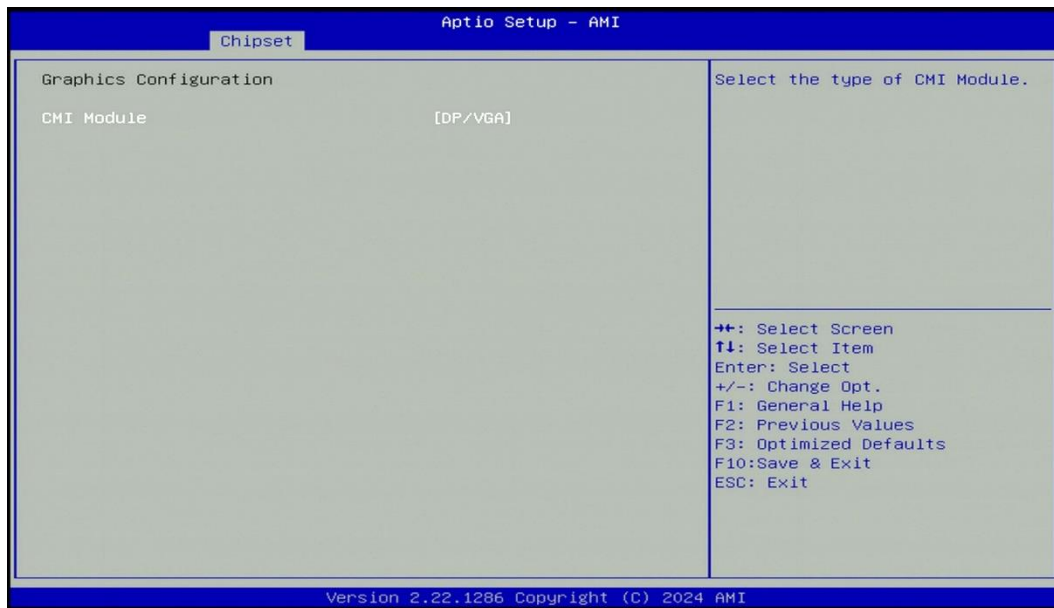 Aptio Setup – AMI
Chipset
Graphics Configuration
CMI Module [DP/VGA]
Select the type of CMI Module.
→←: Select Screen
↑↓: Select Item
Enter: Select
+/-: Change Opt.
F1: General Help
F2: Previous Values
F3: Optimized Defaults
F10:Save & Exit
ESC: Exit
Version 2.22.1286 Copyright (C) 2024 AMI